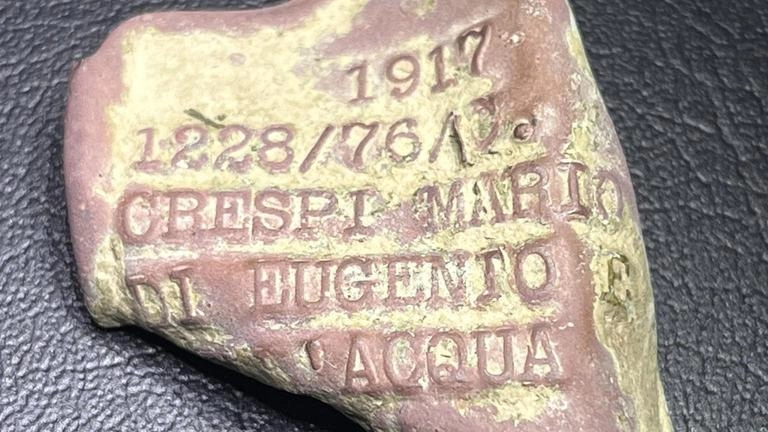 1917
1228/76/C.
CRESPI MARIO
DI EUGENIO E
ACQUA